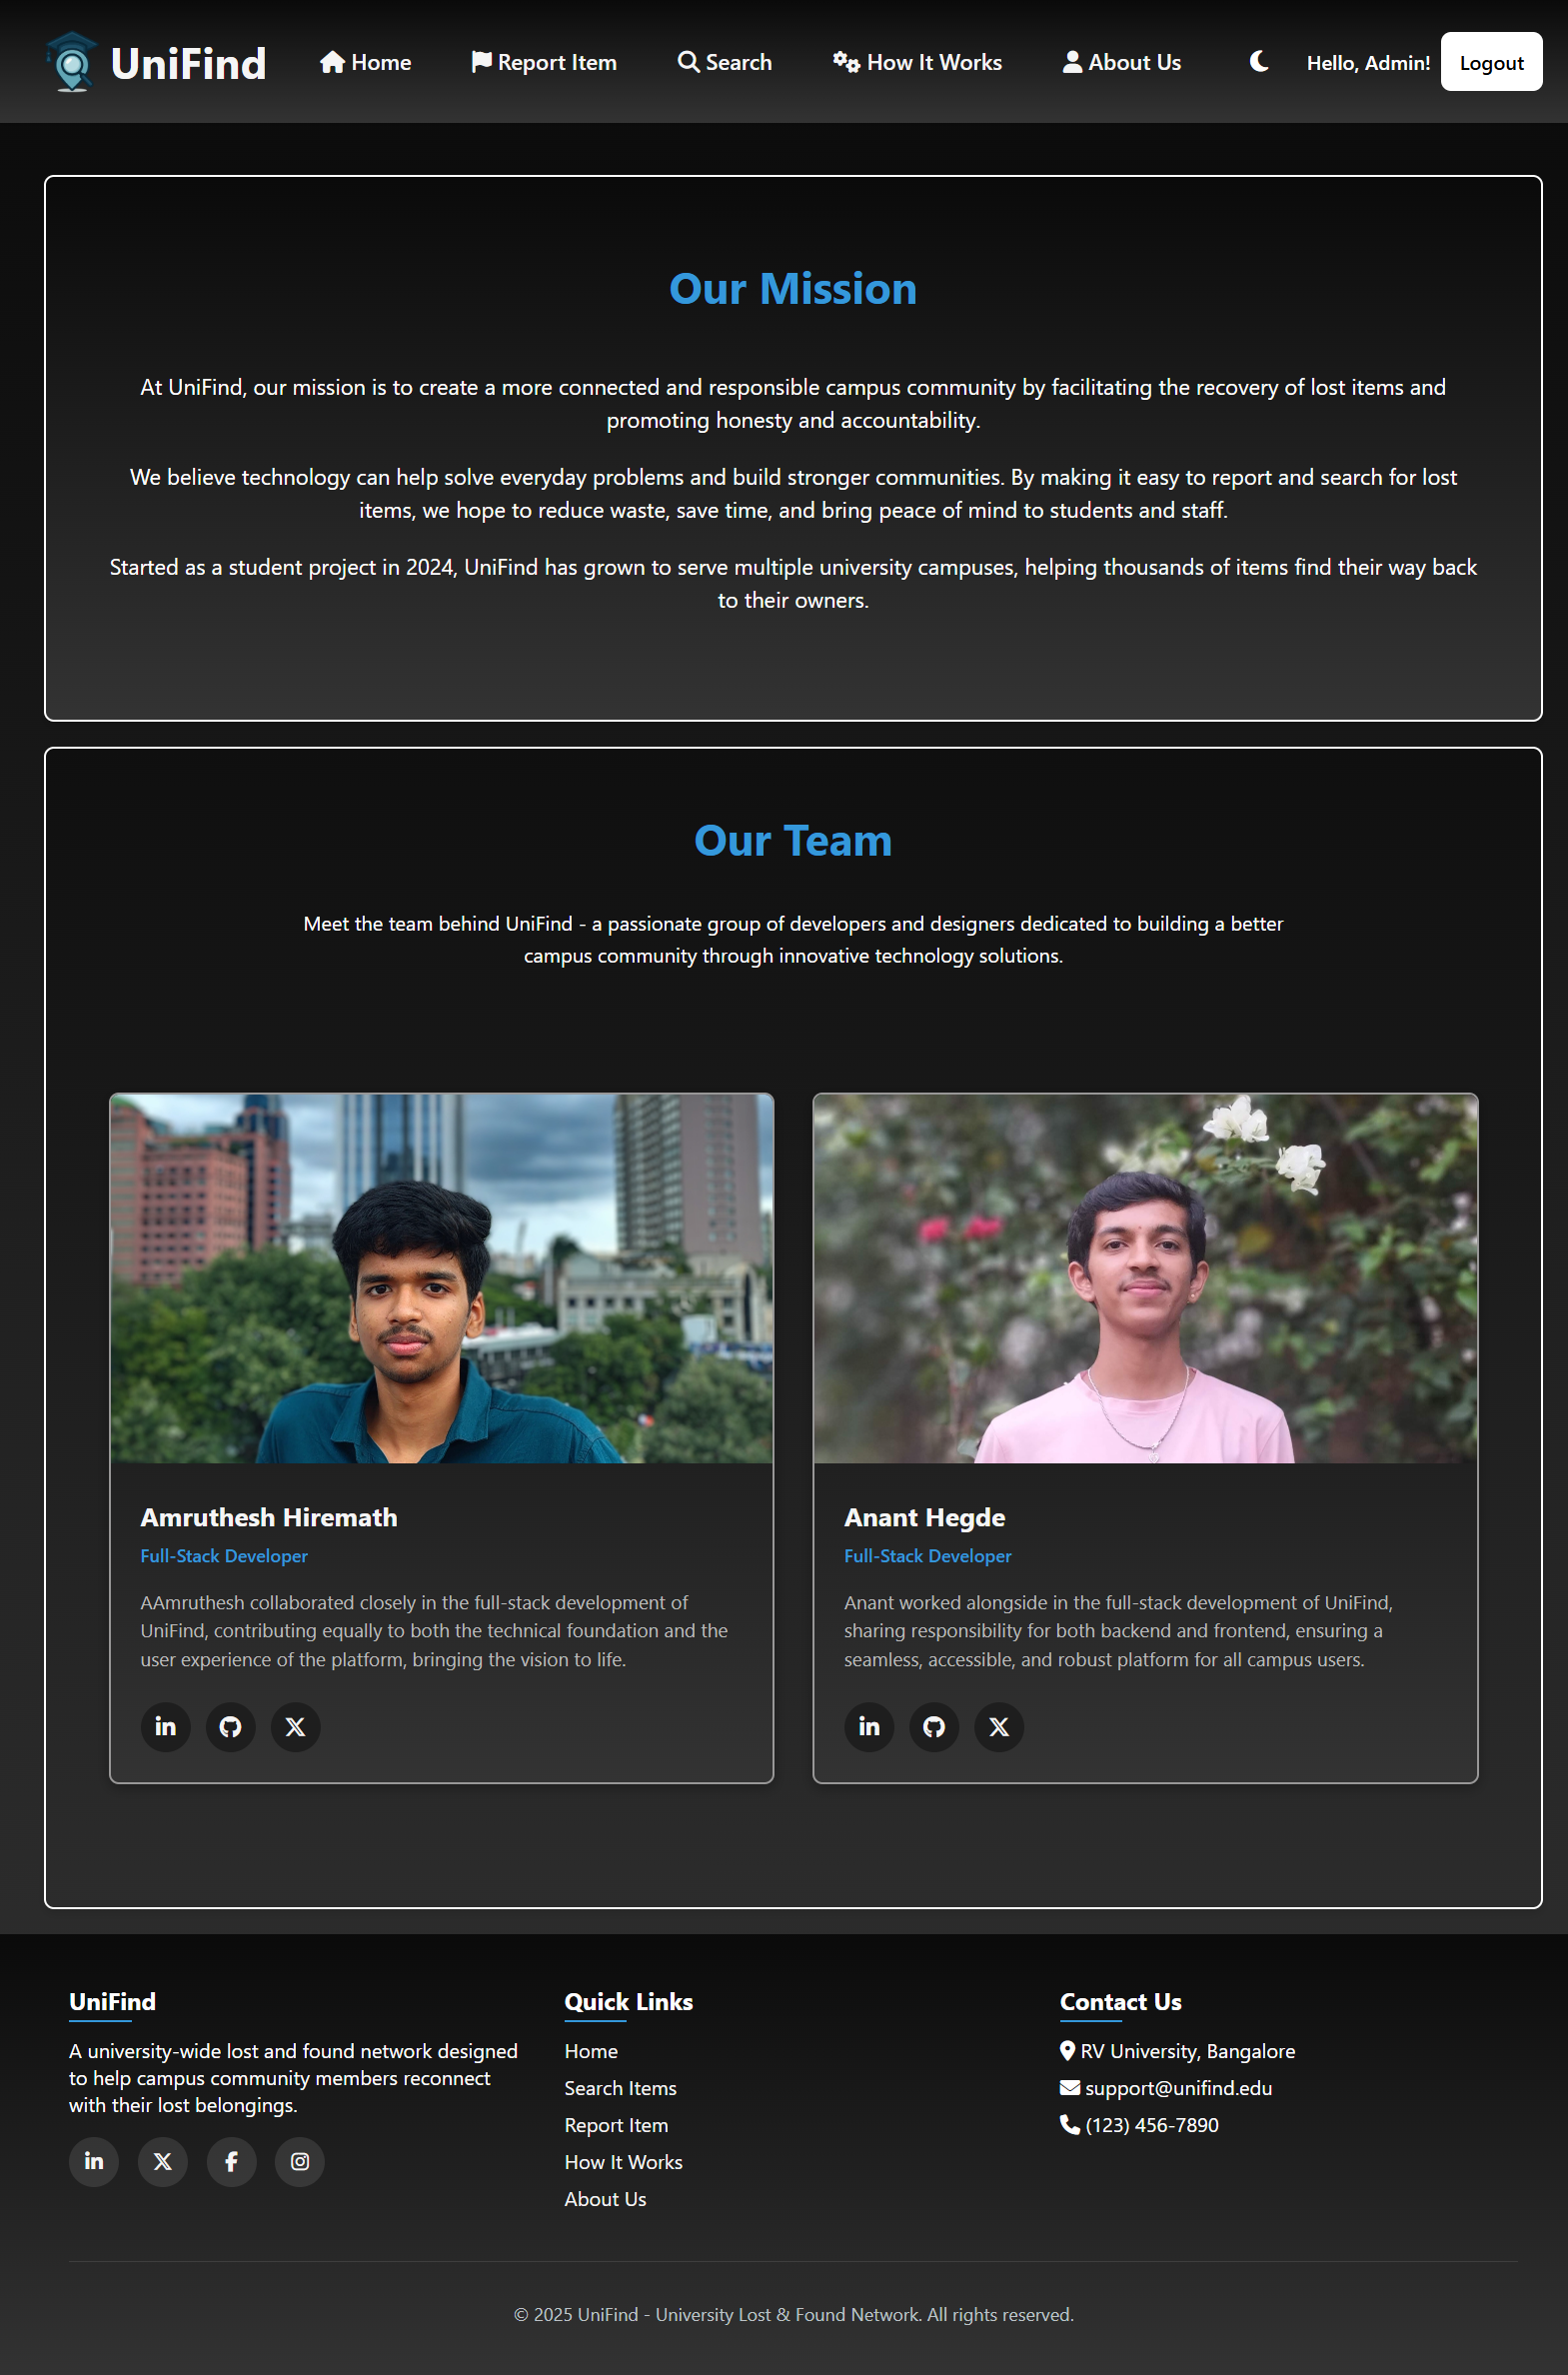 UniFind
Home
Report Item
Search
How It Works
About Us
Hello, Admin!
Logout
Our Mission
At UniFind, our mission is to create a more connected and responsible campus community by facilitating the recovery of lost items and
promoting honesty and accountability.
We believe technology can help solve everyday problems and build stronger communities. By making it easy to report and search for lost
items, we hope to reduce waste, save time, and bring peace of mind to students and staff.
Started as a student project in 2024, UniFind has grown to serve multiple university campuses, helping thousands of items find their way back
to their owners.
Our Team
Meet the team behind UniFind - a passionate group of developers and designers dedicated to building a better
campus community through innovative technology solutions.
Amruthesh Hiremath
Full-Stack Developer
AAmruthesh collaborated closely in the full-stack development of
UniFind, contributing equally to both the technical foundation and the
user experience of the platform, bringing the vision to life.
Anant Hegde
Full-Stack Developer
Anant worked alongside in the full-stack development of UniFind,
sharing responsibility for both backend and frontend, ensuring a
seamless, accessible, and robust platform for all campus users.
UniFind
A university-wide lost and found network designed
to help campus community members reconnect
with their lost belongings.
Quick Links
Home
Search Items
Report Item
How It Works
About Us
Contact Us
RV University, Bangalore
support@unifind.edu
(123) 456-7890
© 2025 UniFind - University Lost & Found Network. All rights reserved.